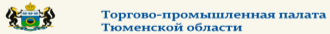 Торгово-промышленная палата
Тюменской области